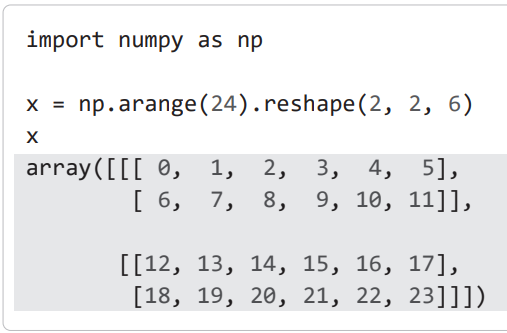 import numpy as np
x = np.arange(24).reshape(2, 2, 6)
x
array([[[ 0,  1,  2,  3,  4,  5],
        [ 6,  7,  8,  9, 10, 11]],
       [[12, 13, 14, 15, 16, 17],
        [18, 19, 20, 21, 22, 23]]])